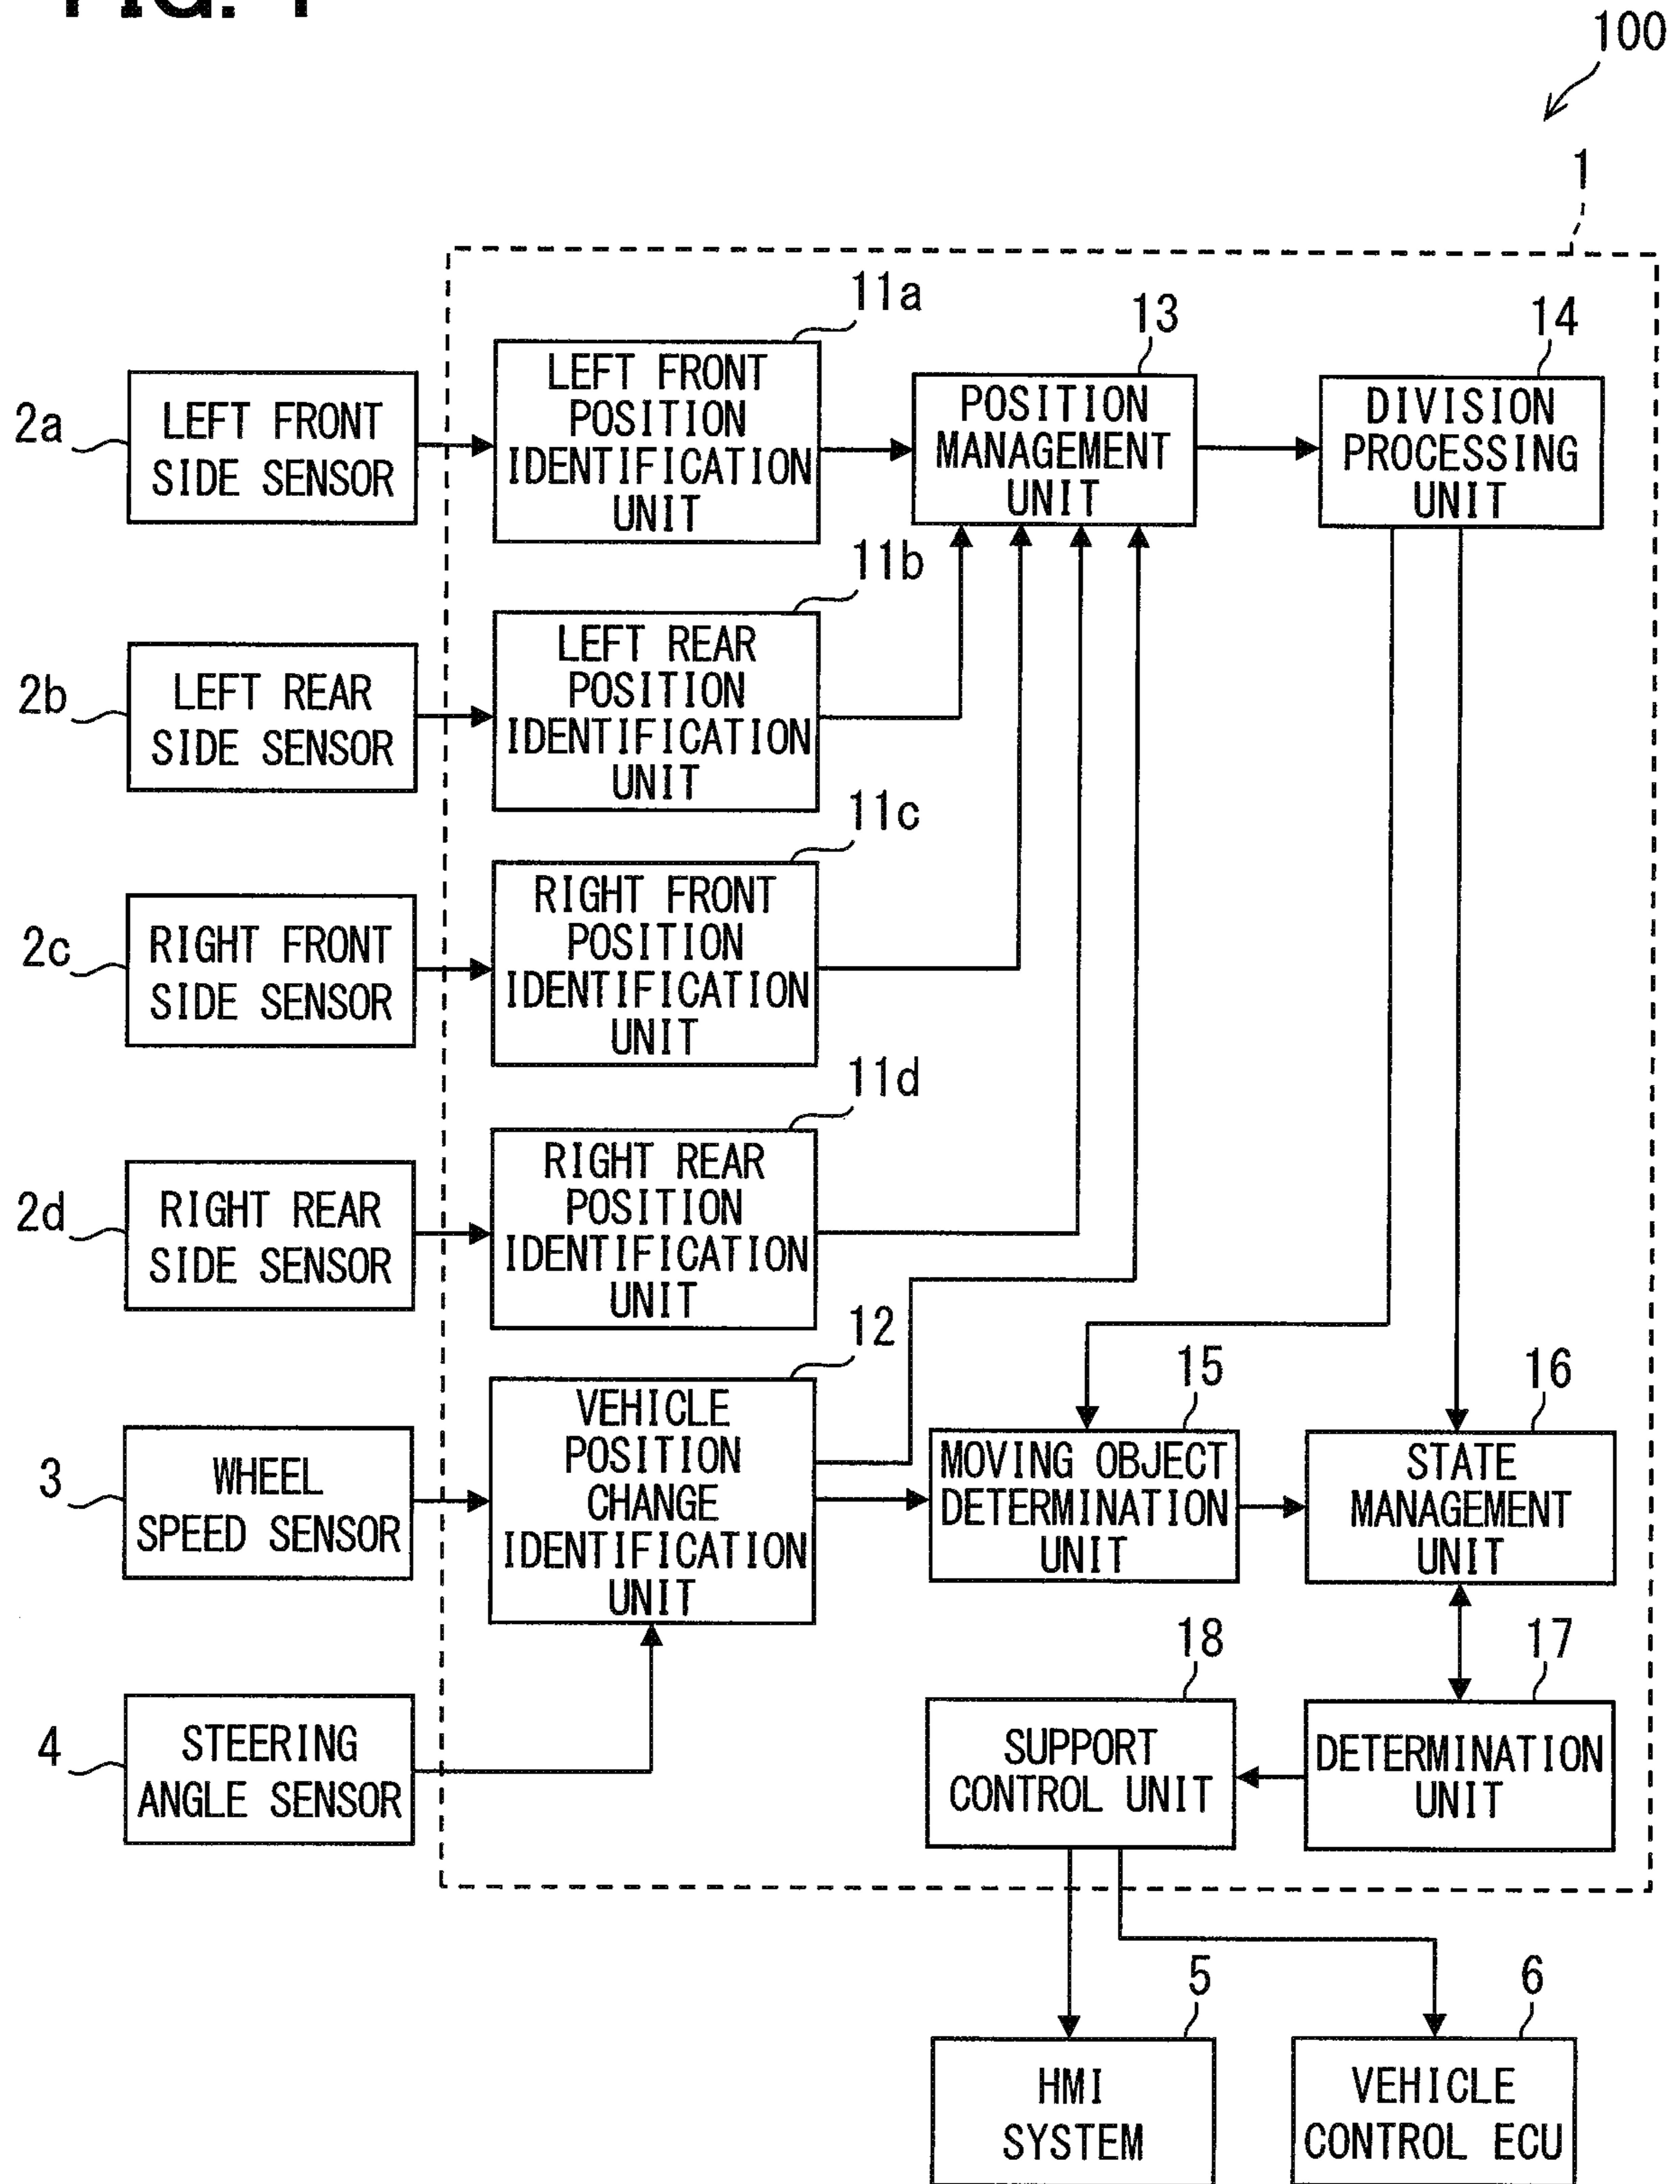 FIG. 1
100
1
11a
LEFT FRONT
POSITION
IDENTIFICATION
UNIT
13
POSITION
MANAGEMENT
UNIT
14
DIVISION
PROCESSING
UNIT
2a
LEFT FRONT
SIDE SENSOR
11b
LEFT REAR
POSITION
IDENTIFICATION
UNIT
2b
LEFT REAR
SIDE SENSOR
11c
RIGHT FRONT
POSITION
IDENTIFICATION
UNIT
2c
RIGHT FRONT
SIDE SENSOR
11d
RIGHT REAR
POSITION
IDENTIFICATION
UNIT
2d
RIGHT REAR
SIDE SENSOR
12
VEHICLE
POSITION
CHANGE
IDENTIFICATION
UNIT
15
MOVING OBJECT
DETERMINATION
UNIT
16
STATE
MANAGEMENT
UNIT
3
WHEEL
SPEED SENSOR
18
SUPPORT
CONTROL UNIT
17
DETERMINATION
UNIT
4
STEERING
ANGLE SENSOR
5
HMI
SYSTEM
6
VEHICLE
CONTROL ECU